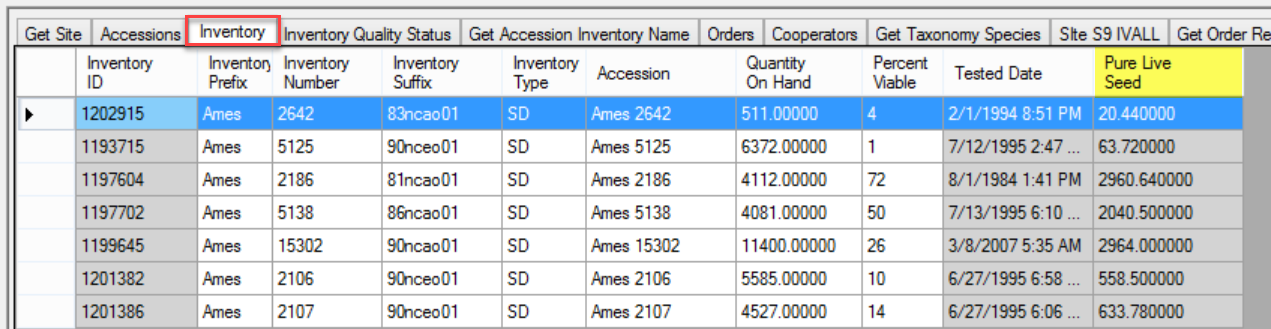 Get Site Accessions Inventory Inventory Quality Status Get Accession Inventory Name Orders Cooperators Get Taxonomy Species SIte S9 IVALL Get Order Re
Inventory ID Inventory Prefix Inventory Number Inventory Suffix Inventory Type Accession Quantity On Hand Percent Viable Tested Date Pure Live Seed
1202915 Ames 2642 83ncao01 SD Ames 2642 511.00000 4 2/1/1994 8:51 PM 20.440000
1193715 Ames 5125 90nceo01 SD Ames 5125 6372.00000 1 7/12/1995 2:47 ... 63.720000
1197604 Ames 2186 81ncao01 SD Ames 2186 4112.00000 72 8/1/1984 1:41 PM 2960.640000
1197702 Ames 5138 86ncao01 SD Ames 5138 4081.00000 50 7/13/1995 6:10 ... 2040.500000
1199645 Ames 15302 90ncao01 SD Ames 15302 11400.00000 26 3/8/2007 5:35 AM 2964.000000
1201382 Ames 2106 90nceo01 SD Ames 2106 5585.00000 10 6/27/1995 6:58 ... 558.500000
1201386 Ames 2107 90nceo01 SD Ames 2107 4527.00000 14 6/27/1995 6:06 ... 633.780000